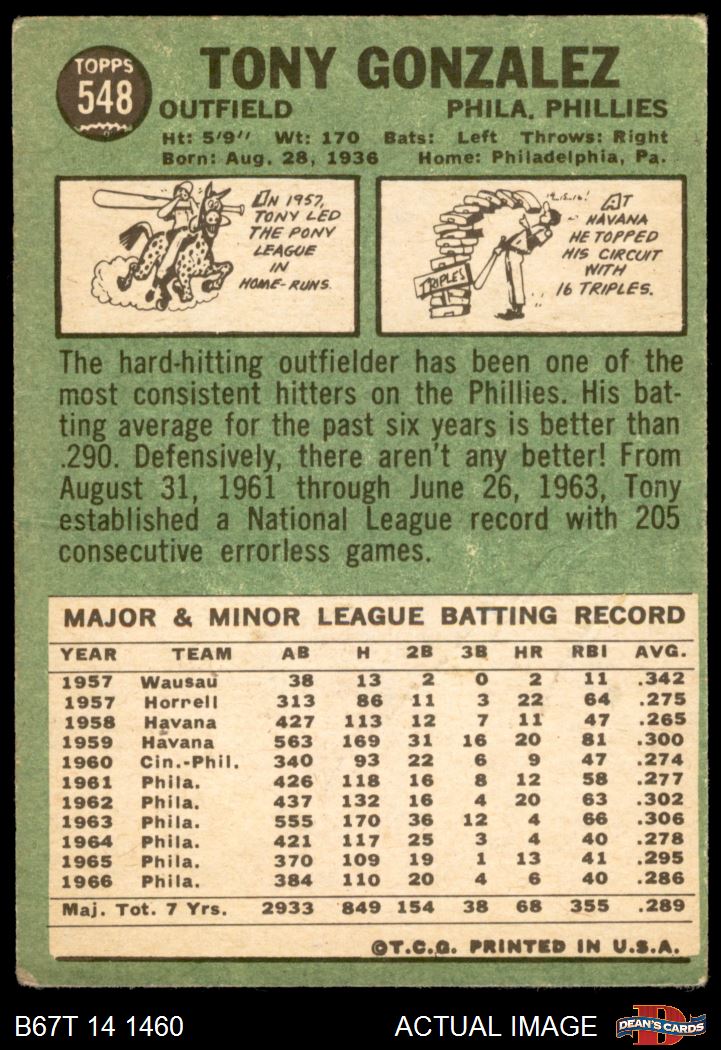 TOPPS
548
TONY GONZALEZ
OUTFIELD PHILA. PHILLIES
Ht: 5'9" Wt: 170 Bats: Left Throws: Right
Born: Aug. 28, 1936 Home: Philadelphia, Pa.
IN 1957,
TONY LED
THE PONY
LEAGUE
IN
HOME-RUNS.
14..15..16!
TRIPLES
AT
HAVANA
HE TOPPED
HIS CIRCUIT
WITH
16 TRIPLES.
The hard-hitting outfielder has been one of the
most consistent hitters on the Phillies. His bat-
ting average for the past six years is better than
.290. Defensively, there aren't any better! From
August 31, 1961 through June 26, 1963, Tony
established a National League record with 205
consecutive errorless games.
MAJOR & MINOR LEAGUE BATTING RECORD
YEAR TEAM AB H 2B 3B HR RBI AVG.
1957 Wausau 38 13 2 0 2 11 .342
1957 Horrell 313 86 11 3 22 64 .275
1958 Havana 427 113 12 7 11 47 .265
1959 Havana 563 169 31 16 20 81 .300
1960 Cin.-Phil. 340 93 22 6 9 47 .274
1961 Phila. 426 118 16 8 12 58 .277
1962 Phila. 437 132 16 4 20 63 .302
1963 Phila. 555 170 36 12 4 66 .306
1964 Phila. 421 117 25 3 4 40 .278
1965 Phila. 370 109 19 1 13 41 .295
1966 Phila. 384 110 20 4 6 40 .286
Maj. Tot. 7 Yrs. 2933 849 154 38 68 355 .289
©T.C.G. PRINTED IN U.S.A.
B67T 14 1460 ACTUAL IMAGE
D
DEAN'S CARDS